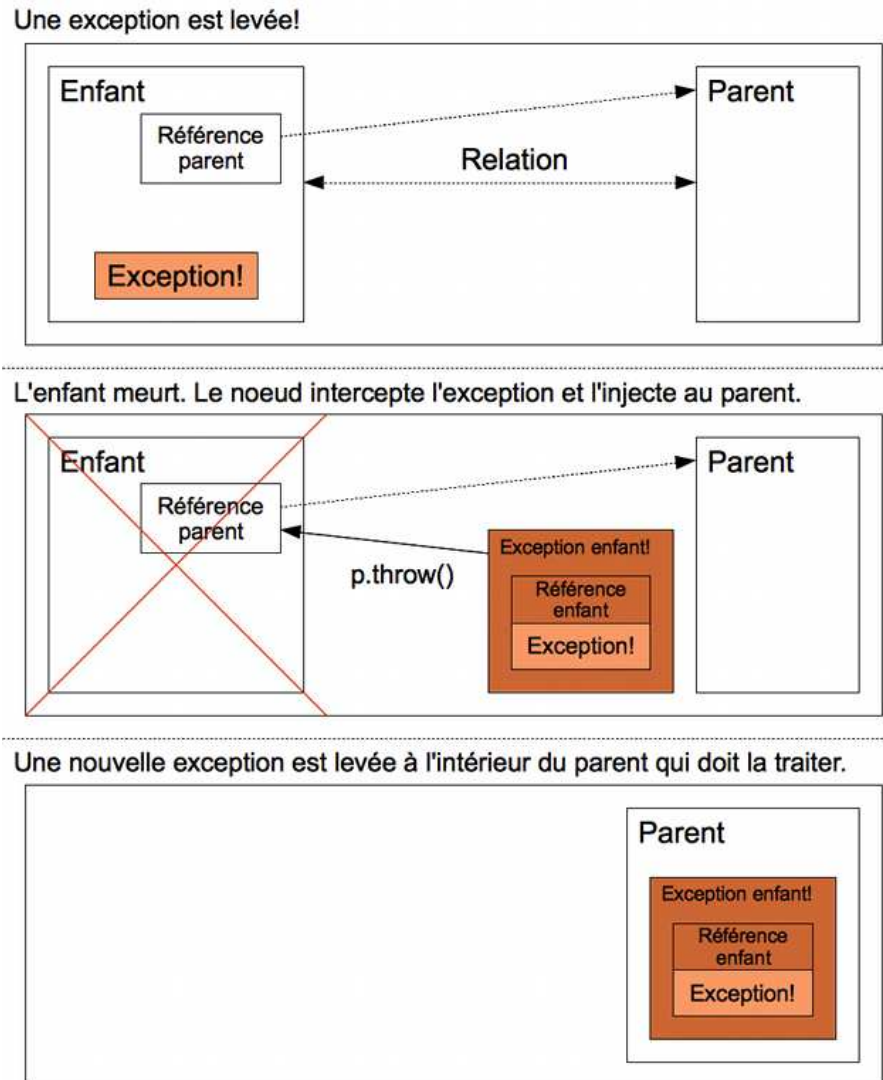 Une exception est levée!
Enfant
Parent
Référence
parent
Relation
Exception!
L'enfant meurt. Le noeud intercepte l'exception et l'injecte au parent.
Enfant
Parent
Référence
parent
p.throw()
Exception enfant!
Référence
enfant
Exception!
Une nouvelle exception est levée à l'intérieur du parent qui doit la traiter.
Parent
Exception enfant!
Référence
enfant
Exception!